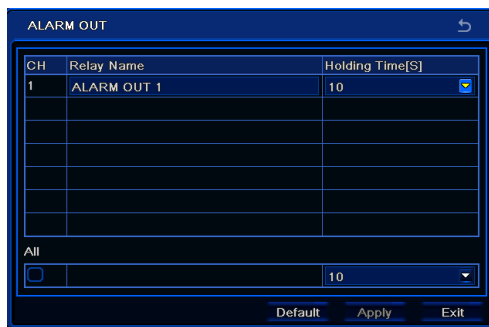 ALARM OUT
CH Relay Name Holding Time[S]
1 ALARM OUT 1 10
All
10
Default Apply Exit